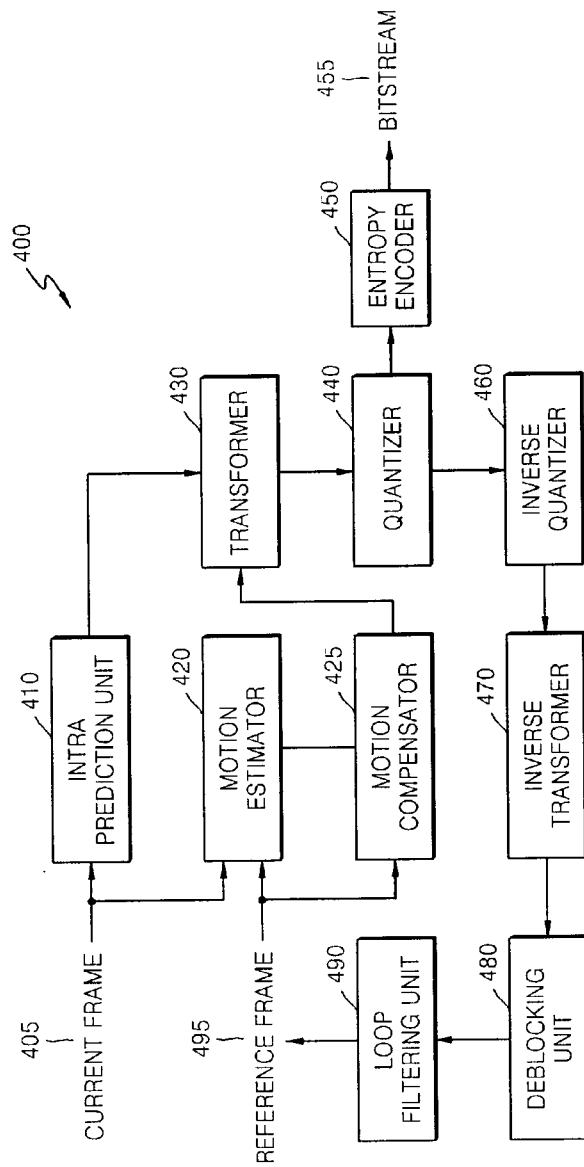 400
405
CURRENT FRAME
410
INTRA
PREDICTION UNIT
420
MOTION
ESTIMATOR
425
MOTION
COMPENSATOR
430
TRANSFORMER
440
QUANTIZER
450
ENTROPY
ENCODER
455
BITSTREAM
495
REFERENCE FRAME
490
LOOP
FILTERING UNIT
480
DEBLOCKING
UNIT
470
INVERSE
TRANSFORMER
460
INVERSE
QUANTIZER